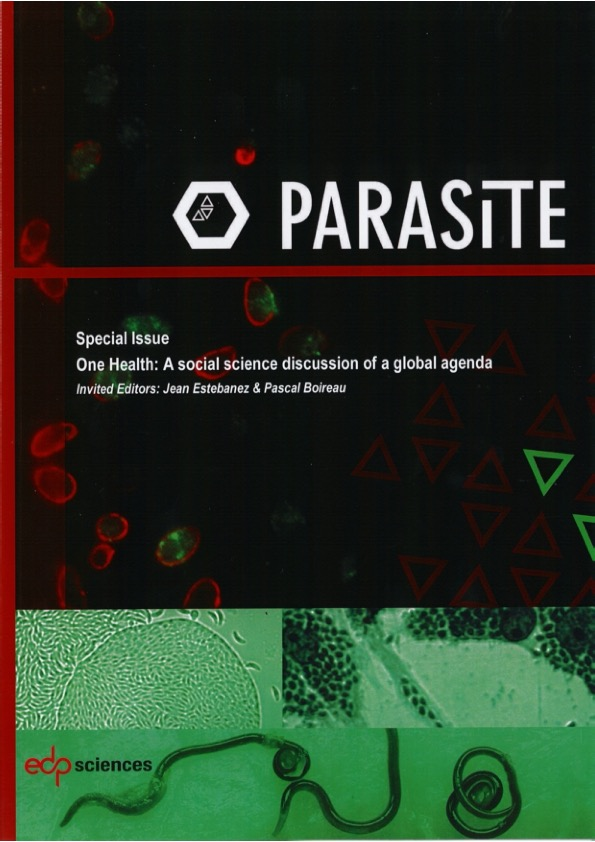 PARASiTE
Special Issue
One Health: A social science discussion of a global agenda
Invited Editors: Jean Estebanez & Pascal Boireau
edp sciences